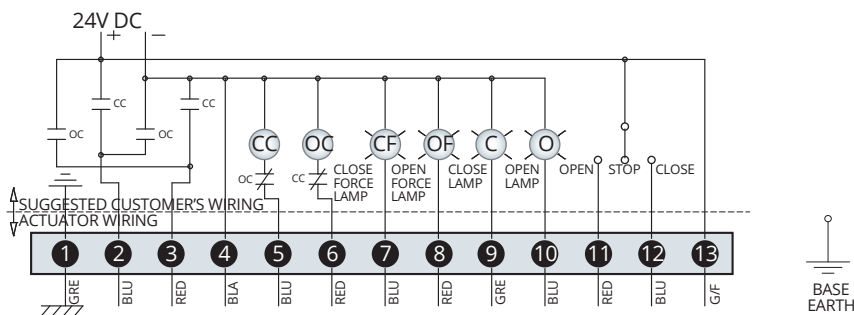 24V DC
+ −
CC CC
OC OC
CC OC CF OF C O
OC CC
CLOSE FORCE LAMP
OPEN FORCE LAMP
CLOSE LAMP
OPEN LAMP
OPEN STOP CLOSE
SUGGESTED CUSTOMER'S WIRING
ACTUATOR WIRING
1 2 3 4 5 6 7 8 9 10 11 12 13
GRE BLU RED BLA BLU RED BLU RED GRE BLU RED BLU G/F
BASE
EARTH